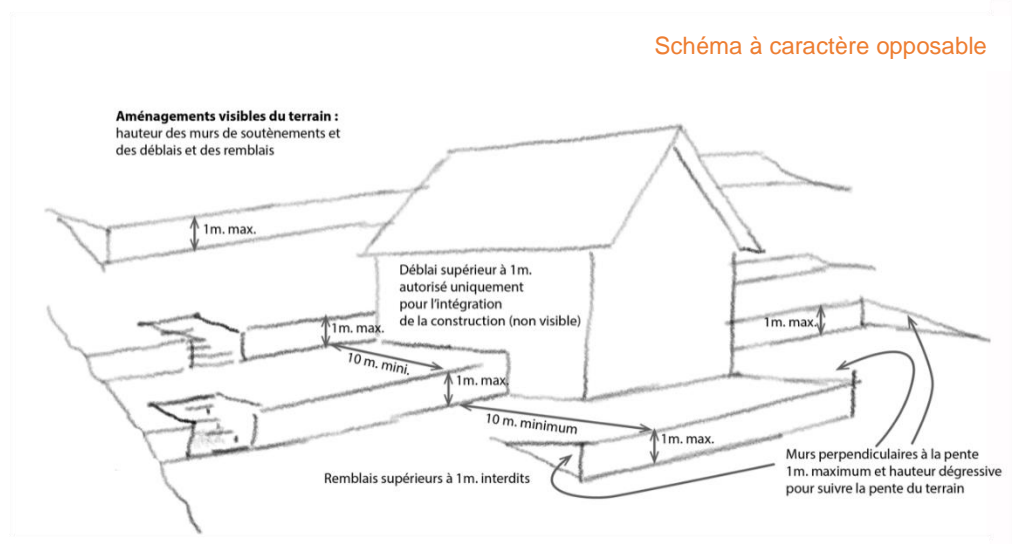 Schéma à caractère opposable
Aménagements visibles du terrain :
hauteur des murs de soutènements et
des déblais et des remblais
1m. max.
Déblai supérieur à 1m.
autorisé uniquement
pour l'intégration
de la construction (non visible)
1m. max.
1m. max.
10 m. mini.
1m. max.
10 m. minimum
1m. max.
Remblais supérieurs à 1m. interdits
Murs perpendiculaires à la pente
1m. maximum et hauteur dégressive
pour suivre la pente du terrain